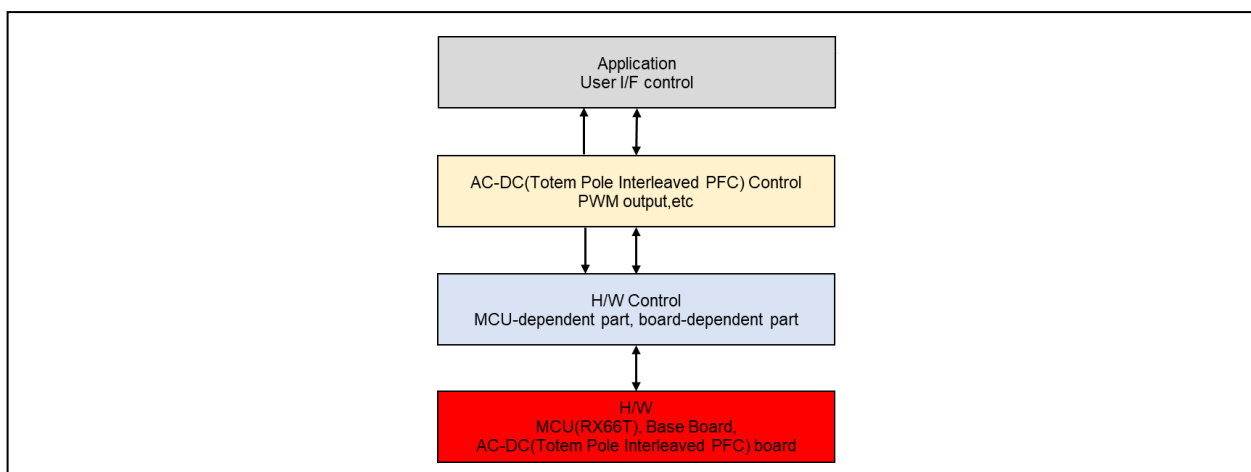 Application
User I/F control
AC-DC(Totem Pole Interleaved PFC) Control
PWM output,etc
H/W Control
MCU-dependent part, board-dependent part
H/W
MCU(RX66T), Base Board,
AC-DC(Totem Pole Interleaved PFC) board